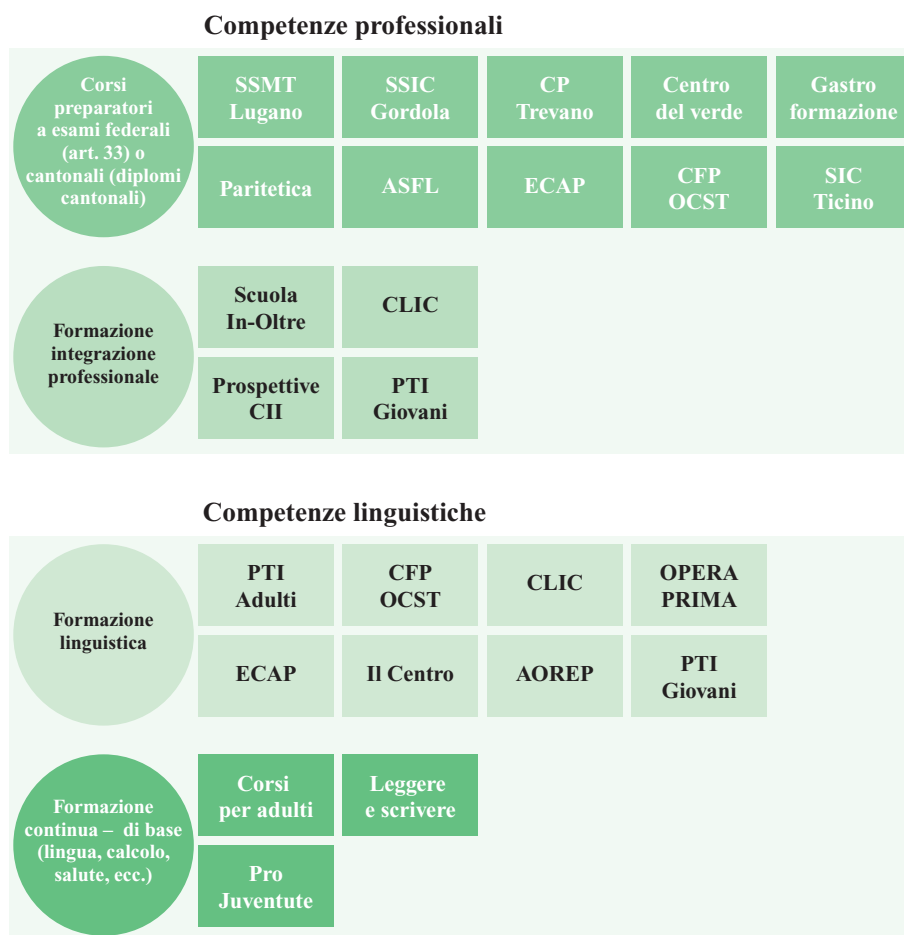 Competenze professionali
Corsi
preparatori
a esami federali
(art. 33) o
cantonali (diplomi
cantonali)
SSMT
Lugano
SSIC
Gordola
CP
Trevano
Centro
del verde
Gastro
formazione
Paritetica
ASFL
ECAP
CFP
OCST
SIC
Ticino
Formazione
integrazione
professionale
Scuola
In-Oltre
CLIC
Prospettive
CII
PTI
Giovani
Competenze linguistiche
Formazione
linguistica
PTI
Adulti
CFP
OCST
CLIC
OPERA
PRIMA
ECAP
Il Centro
AOREP
PTI
Giovani
Formazione
continua – di base
(lingua, calcolo,
salute, ecc.)
Corsi
per adulti
Leggere
e scrivere
Pro
Juventute